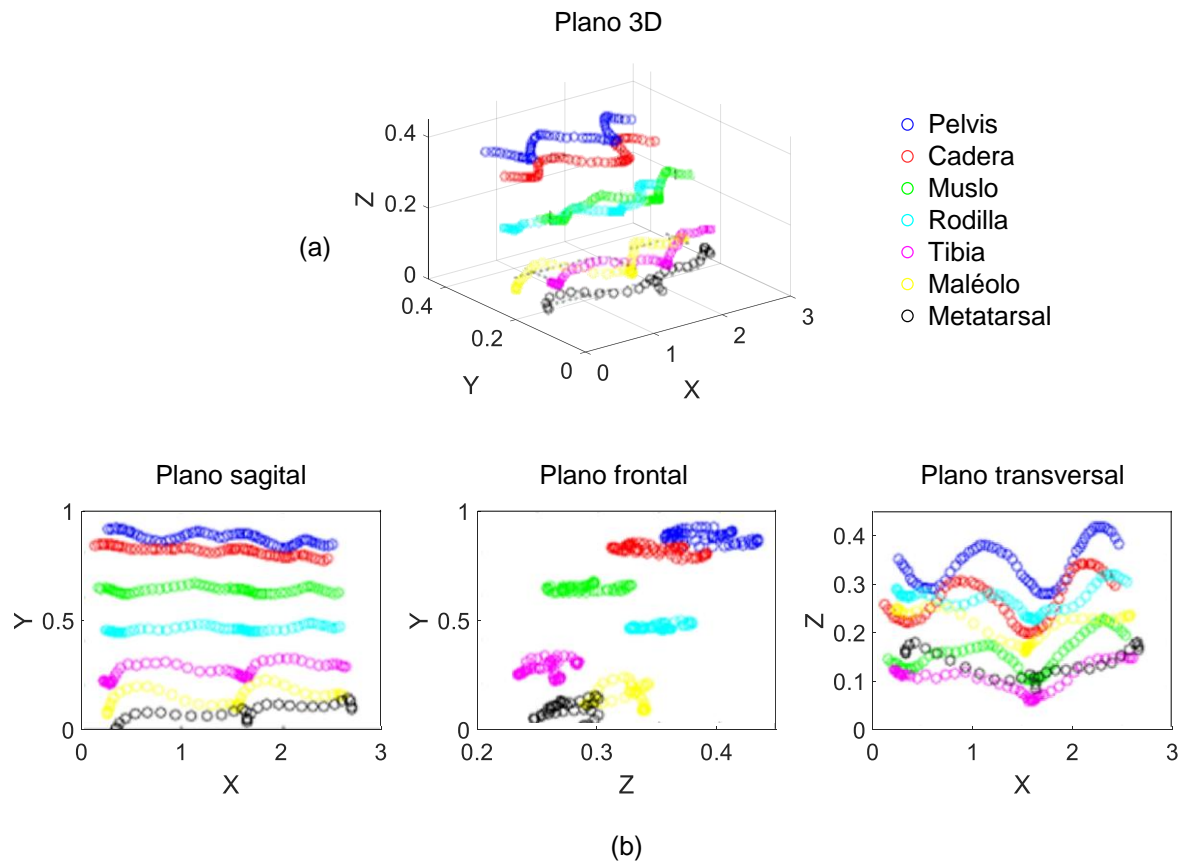 Plano 3D
0.4
0.2
0
Z
0.4
0.2
0
Y
0
1
2
3
X
(a)
Pelvis
Cadera
Muslo
Rodilla
Tibia
Maléolo
Metatarsal
Plano sagital
1
0.5
0
Y
0 1 2 3
X
Plano frontal
1
0.5
0
Y
0.2 0.3 0.4
Z
Plano transversal
0.4
0.3
0.2
0.1
0
Z
0 1 2 3
X
(b)